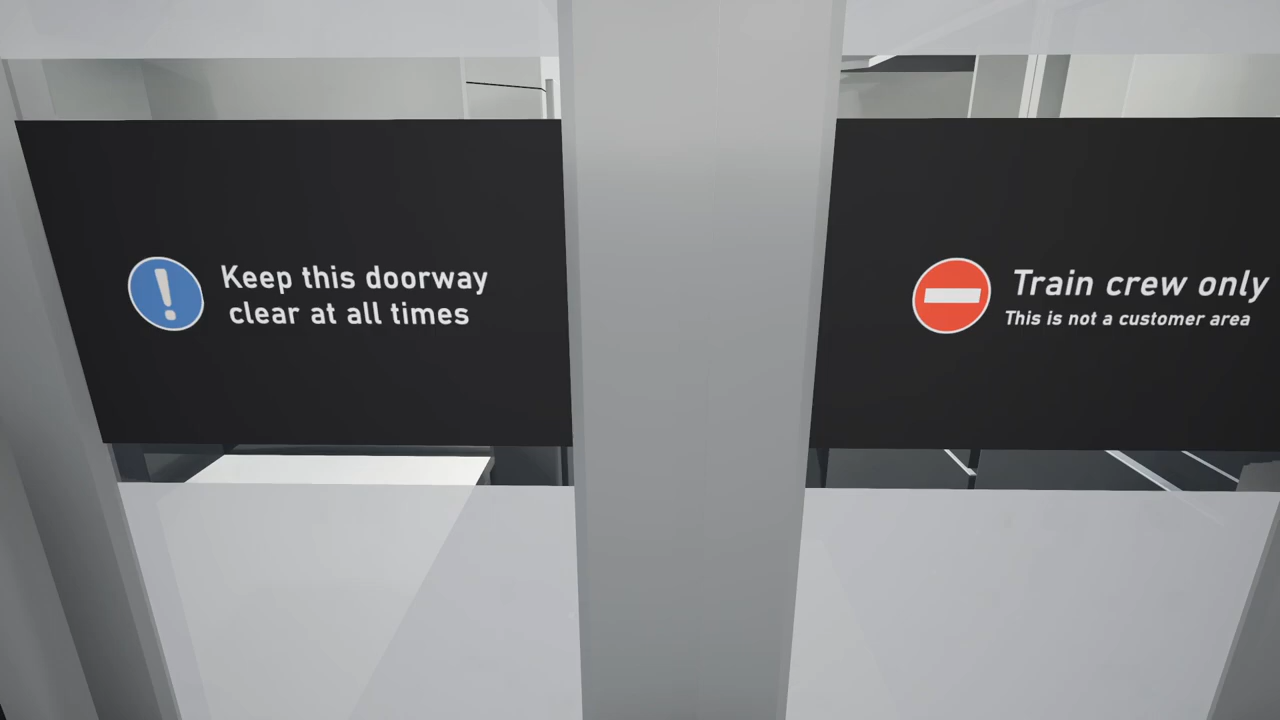 Keep this doorway
clear at all times
Train crew only
This is not a customer area